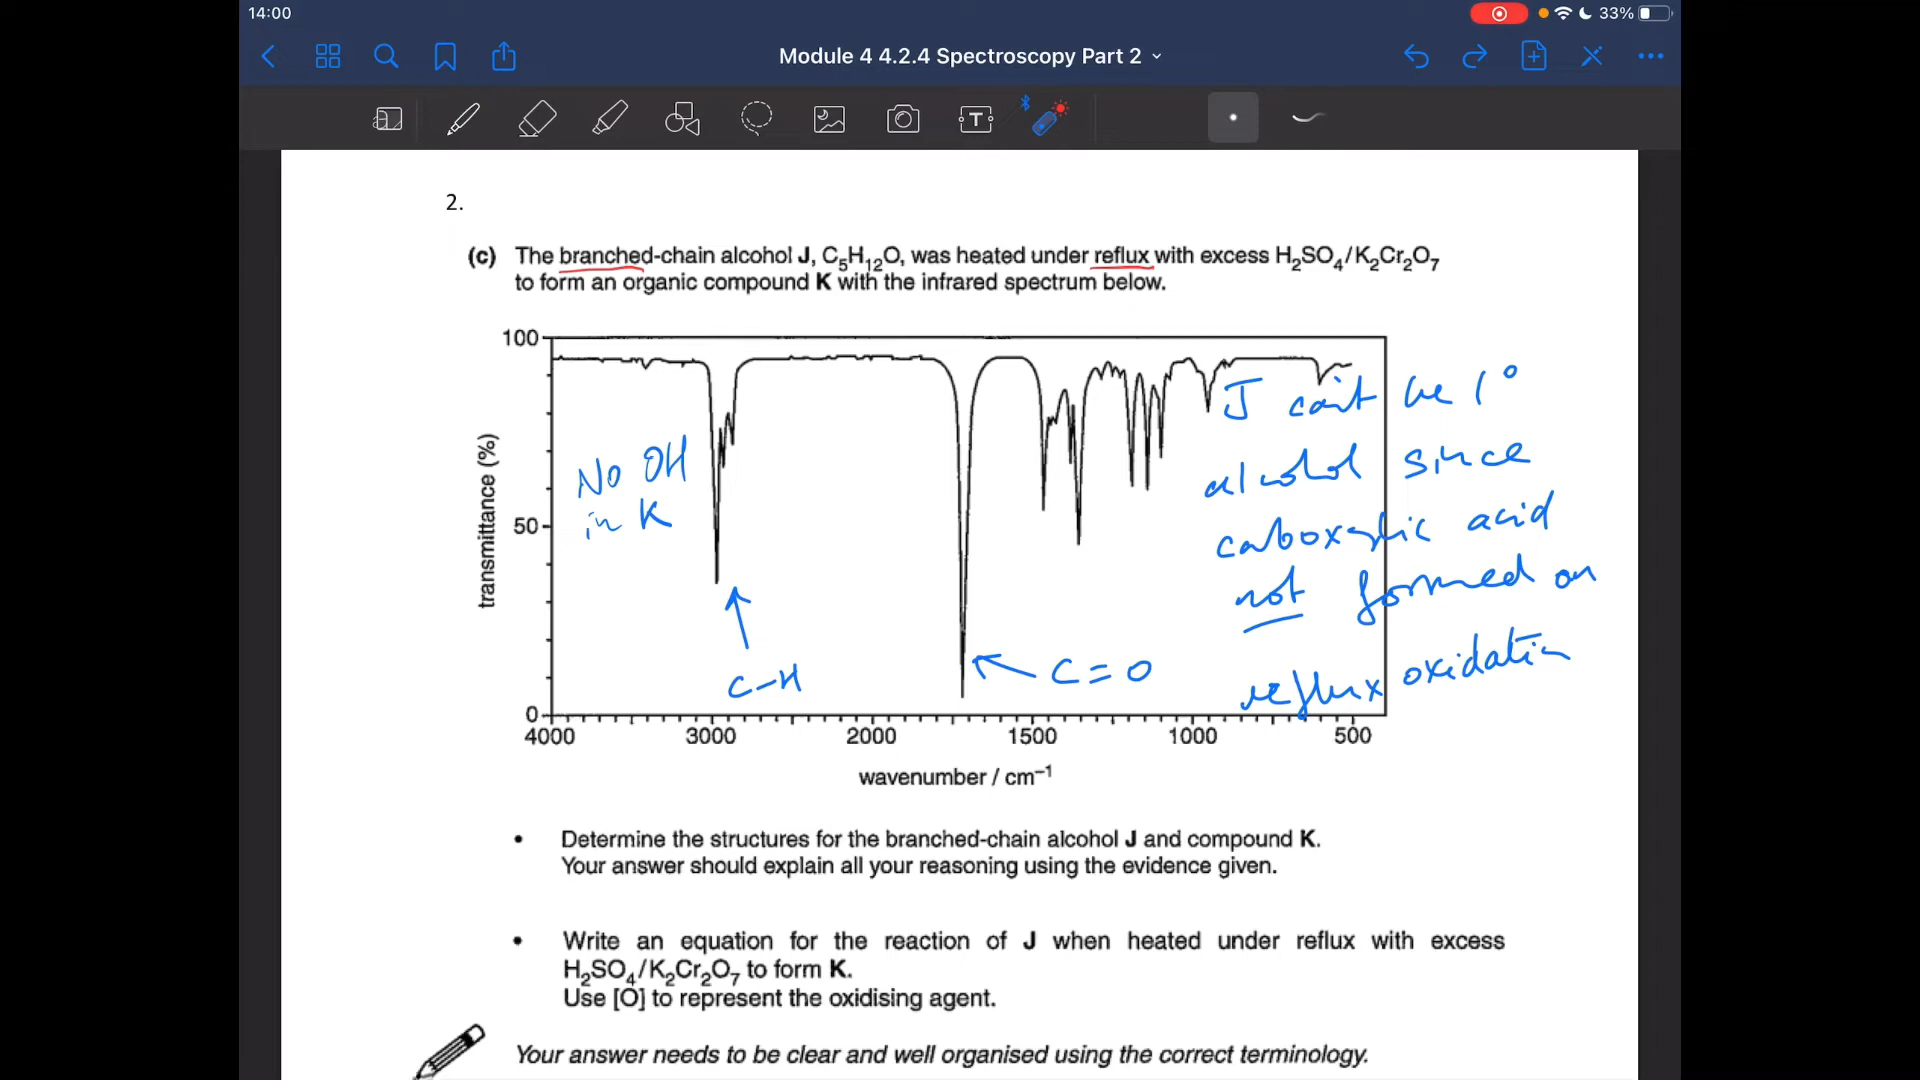 14:00
33%
Module 4 4.2.4 Spectroscopy Part 2
T
2.
(c) The branched-chain alcohol J, C₅H₁₂O, was heated under reflux with excess H₂SO₄/K₂Cr₂O₇
to form an organic compound K with the infrared spectrum below.
100
50
0
transmittance (%)
No OH
in K
C-H
C=O
J can't be 1°
alcohol since
carboxylic acid
not formed on
reflux oxidation
4000 3000 2000 1500 1000 500
wavenumber / cm⁻¹
• Determine the structures for the branched-chain alcohol J and compound K.
Your answer should explain all your reasoning using the evidence given.
• Write an equation for the reaction of J when heated under reflux with excess
H₂SO₄/K₂Cr₂O₇ to form K.
Use [O] to represent the oxidising agent.
Your answer needs to be clear and well organised using the correct terminology.